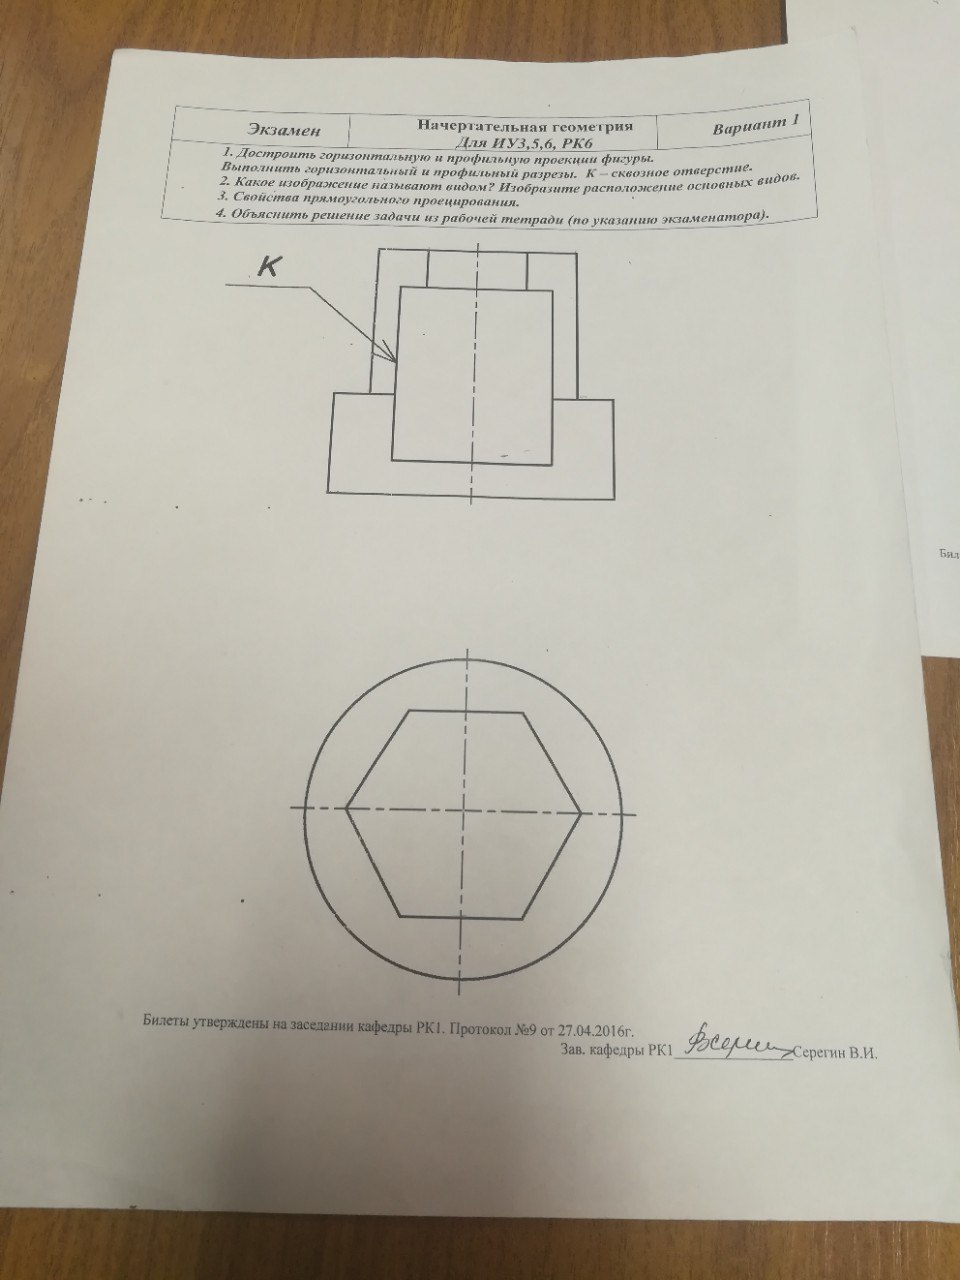 Экзамен
Начертательная геометрия
Для ИУ3,5,6, РК6
Вариант 1
1. Достроить горизонтальную и профильную проекции фигуры.
Выполнить горизонтальный и профильный разрезы. К – сквозное отверстие.
2. Какое изображение называют видом? Изобразите расположение основных видов.
3. Свойства прямоугольного проецирования.
4. Объяснить решение задачи из рабочей тетради (по указанию экзаменатора).
К
Бил
Билеты утверждены на заседании кафедры РК1. Протокол №9 от 27.04.2016г.
Зав. кафедры РК1 Серегин В.И.